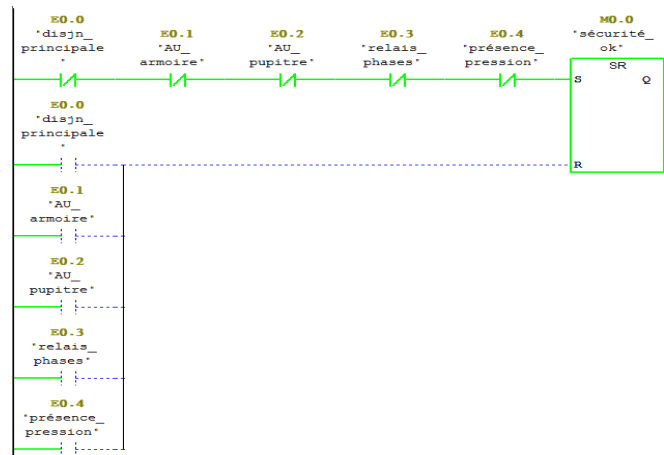 E0.0 E0.1 E0.2 E0.3 E0.4 M0.0
"disjn_ "AU_ "AU_ "relais_ "présence_ "sécurité_
principale armoire" pupitre" phases" pression" ok"
" SR
S Q
E0.0
"disjn_
principale
"
R
E0.1
"AU_
armoire"
E0.2
"AU_
pupitre"
E0.3
"relais_
phases"
E0.4
"présence_
pression"